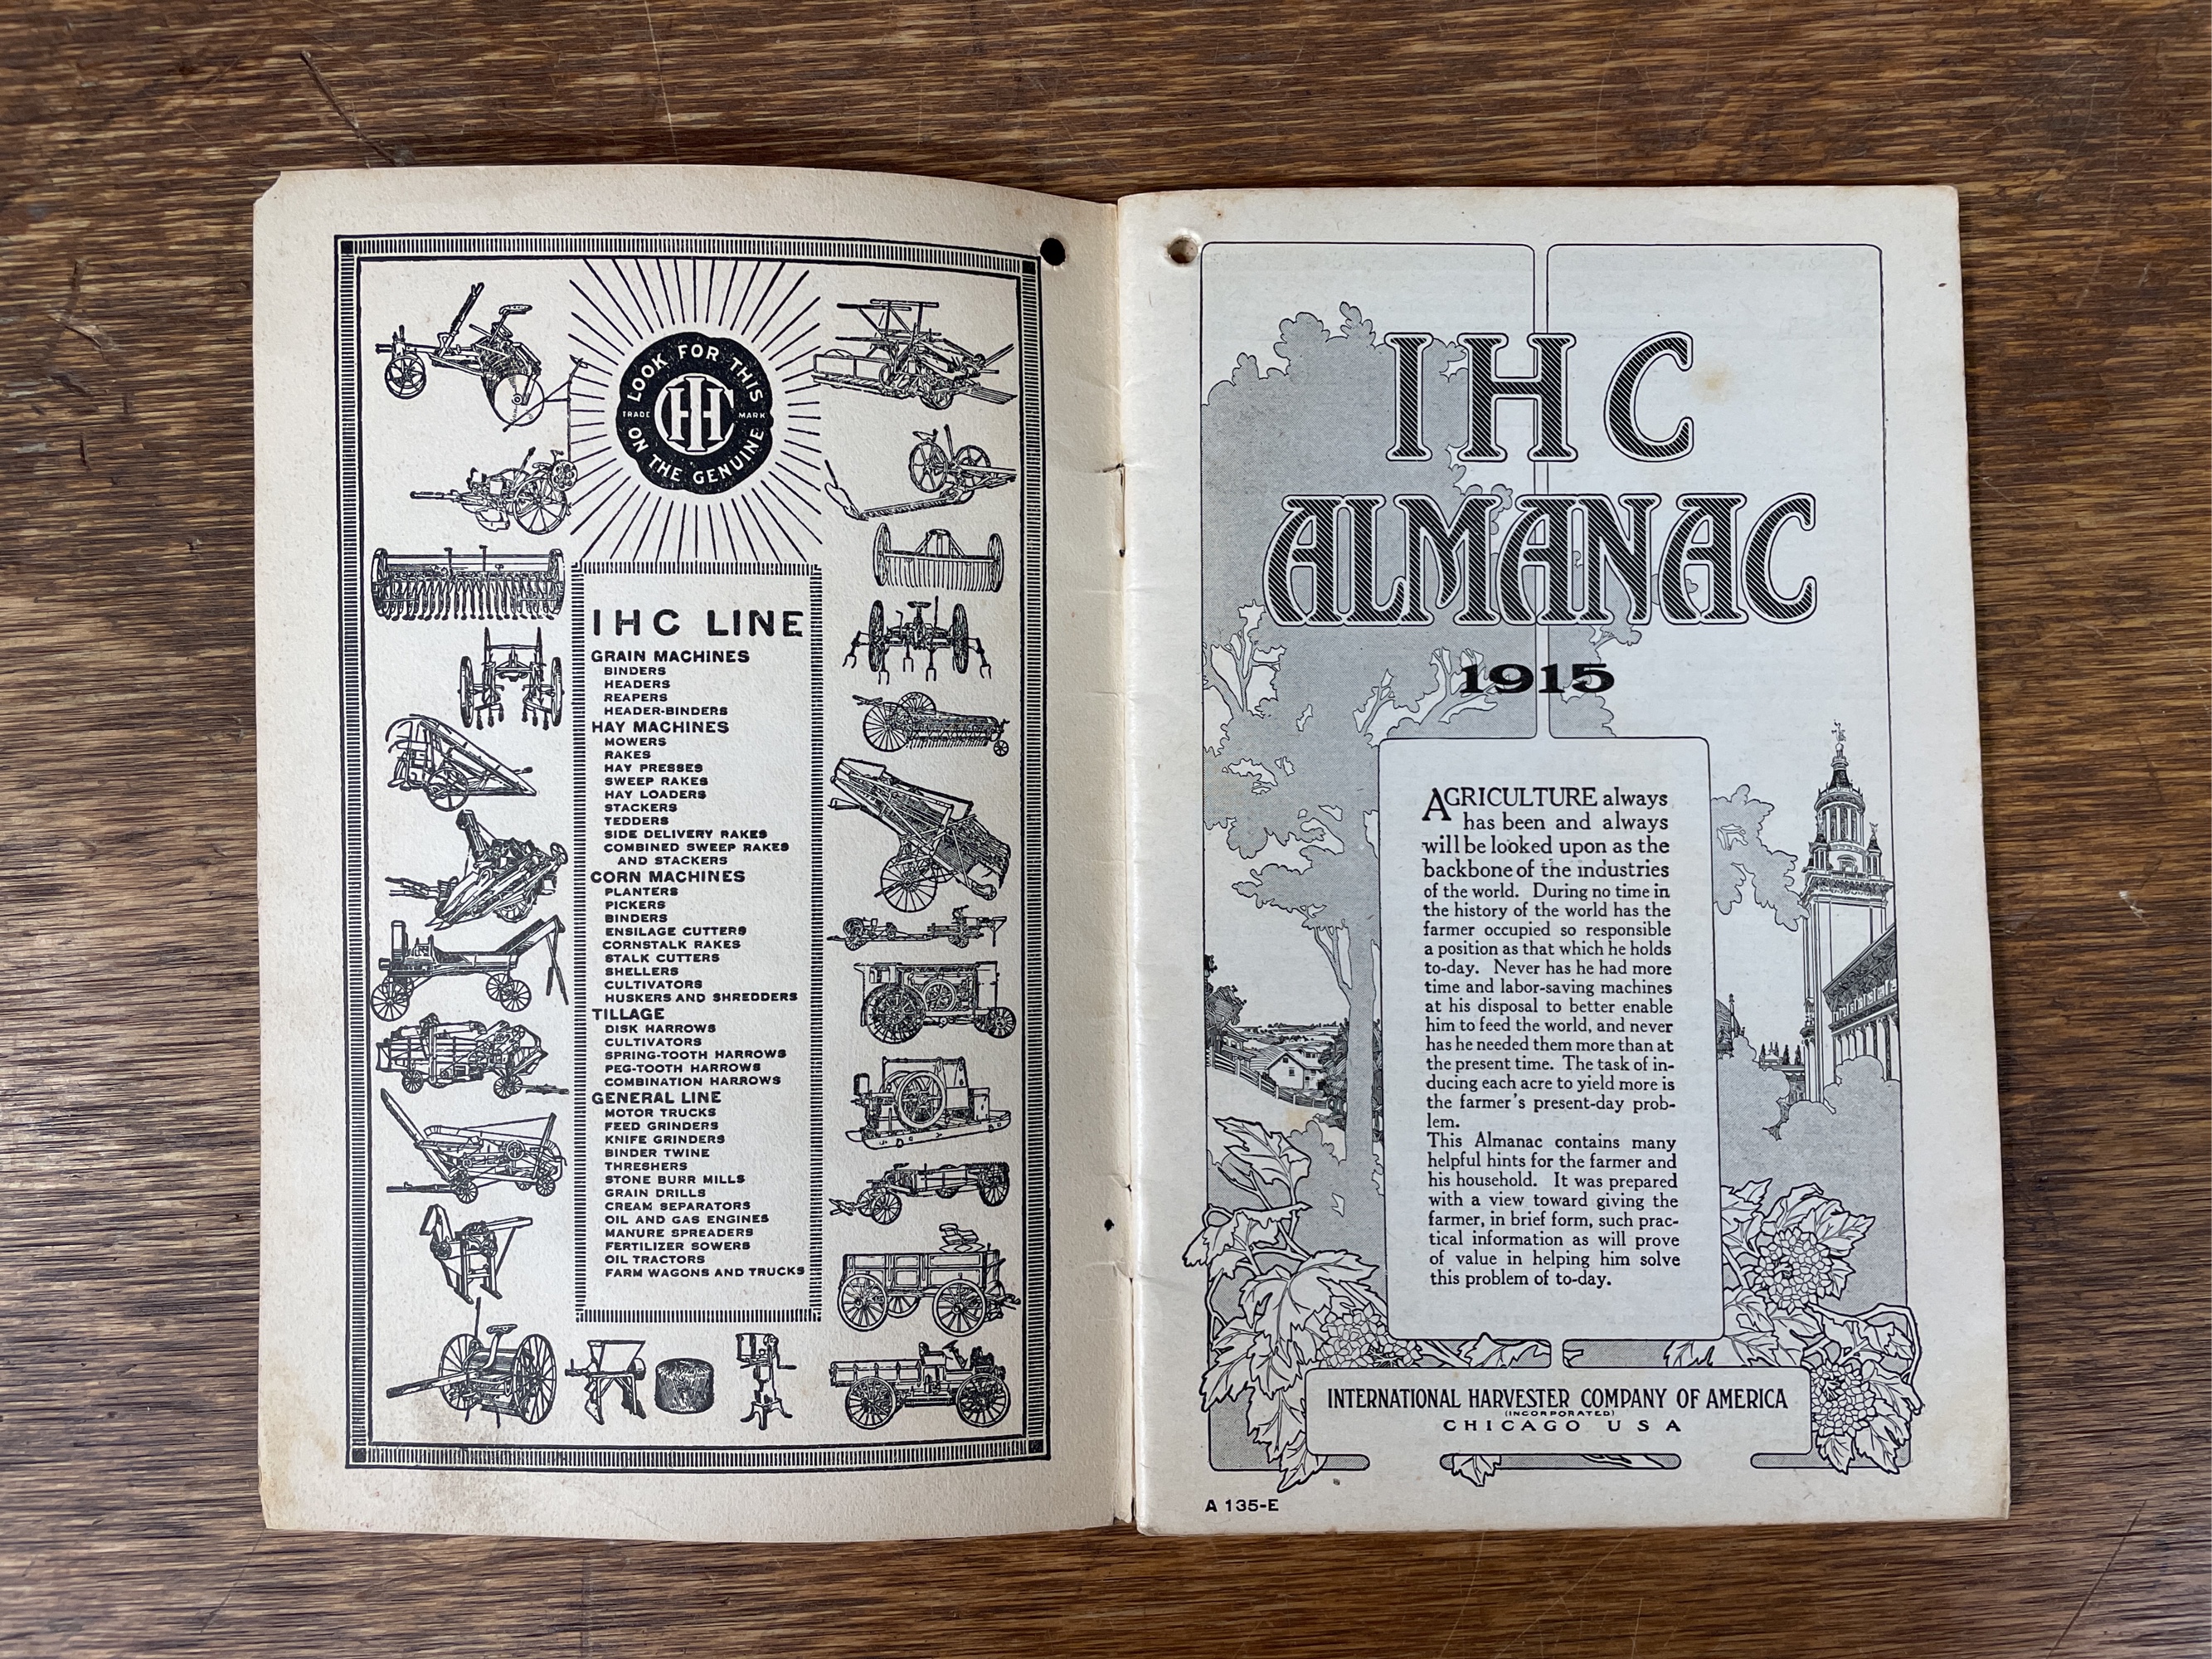 LOOK FOR THIS
TRADE MARK
IHC
ON THE GENUINE
IHC LINE
GRAIN MACHINES
BINDERS
HEADERS
REAPERS
HEADER-BINDERS
HAY MACHINES
MOWERS
RAKES
HAY PRESSES
SWEEP RAKES
HAY LOADERS
STACKERS
TEDDERS
SIDE DELIVERY RAKES
COMBINED SWEEP RAKES
AND STACKERS
CORN MACHINES
PLANTERS
PICKERS
BINDERS
ENSILAGE CUTTERS
CORNSTALK RAKES
STALK CUTTERS
SHELLERS
CULTIVATORS
HUSKERS AND SHREDDERS
TILLAGE
DISK HARROWS
CULTIVATORS
SPRING-TOOTH HARROWS
PEG-TOOTH HARROWS
COMBINATION HARROWS
GENERAL LINE
MOTOR TRUCKS
FEED GRINDERS
KNIFE GRINDERS
BINDER TWINE
THRESHERS
STONE BURR MILLS
GRAIN DRILLS
CREAM SEPARATORS
OIL AND GAS ENGINES
MANURE SPREADERS
FERTILIZER SOWERS
OIL TRACTORS
FARM WAGONS AND TRUCKS
IHC
ALMANAC
1915
AGRICULTURE always
has been and always
will be looked upon as the
backbone of the industries
of the world. During no time in
the history of the world has the
farmer occupied so responsible
a position as that which he holds
to-day. Never has he had more
time and labor-saving machines
at his disposal to better enable
him to feed the world, and never
has he needed them more than at
the present time. The task of in-
ducing each acre to yield more is
the farmer's present-day prob-
lem.
This Almanac contains many
helpful hints for the farmer and
his household. It was prepared
with a view toward giving the
farmer, in brief form, such prac-
tical information as will prove
of value in helping him solve
this problem of to-day.
INTERNATIONAL HARVESTER COMPANY OF AMERICA
(INCORPORATED)
CHICAGO USA
A 135-E